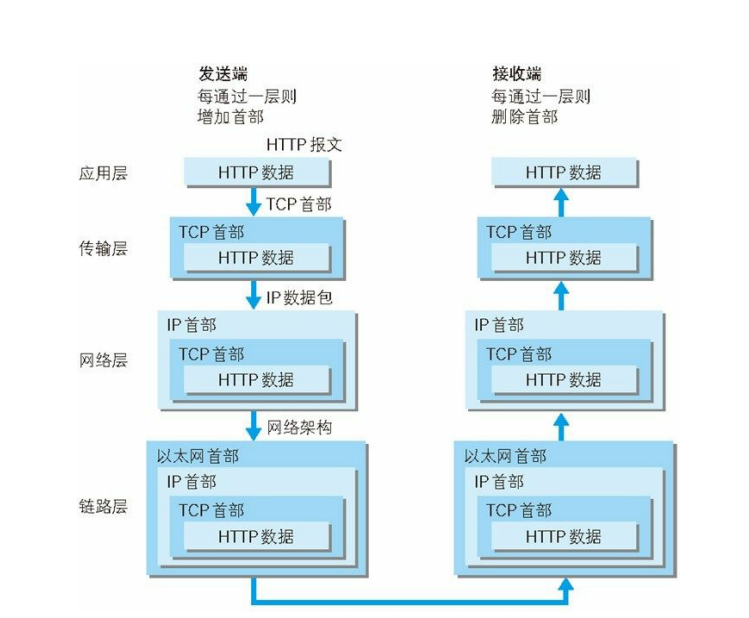 发送端
每通过一层则
增加首部
接收端
每通过一层则
删除首部
HTTP 报文
应用层
HTTP 数据
HTTP 数据
TCP 首部
传输层
TCP 首部
HTTP 数据
TCP 首部
HTTP 数据
IP 数据包
网络层
IP 首部
TCP 首部
HTTP 数据
IP 首部
TCP 首部
HTTP 数据
网络架构
链路层
以太网首部
IP 首部
TCP 首部
HTTP 数据
以太网首部
IP 首部
TCP 首部
HTTP 数据